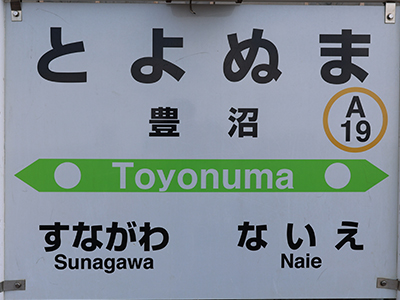 とよぬま
豊沼
A
19
Toyonuma
すながわ ないえ
Sunagawa Naie